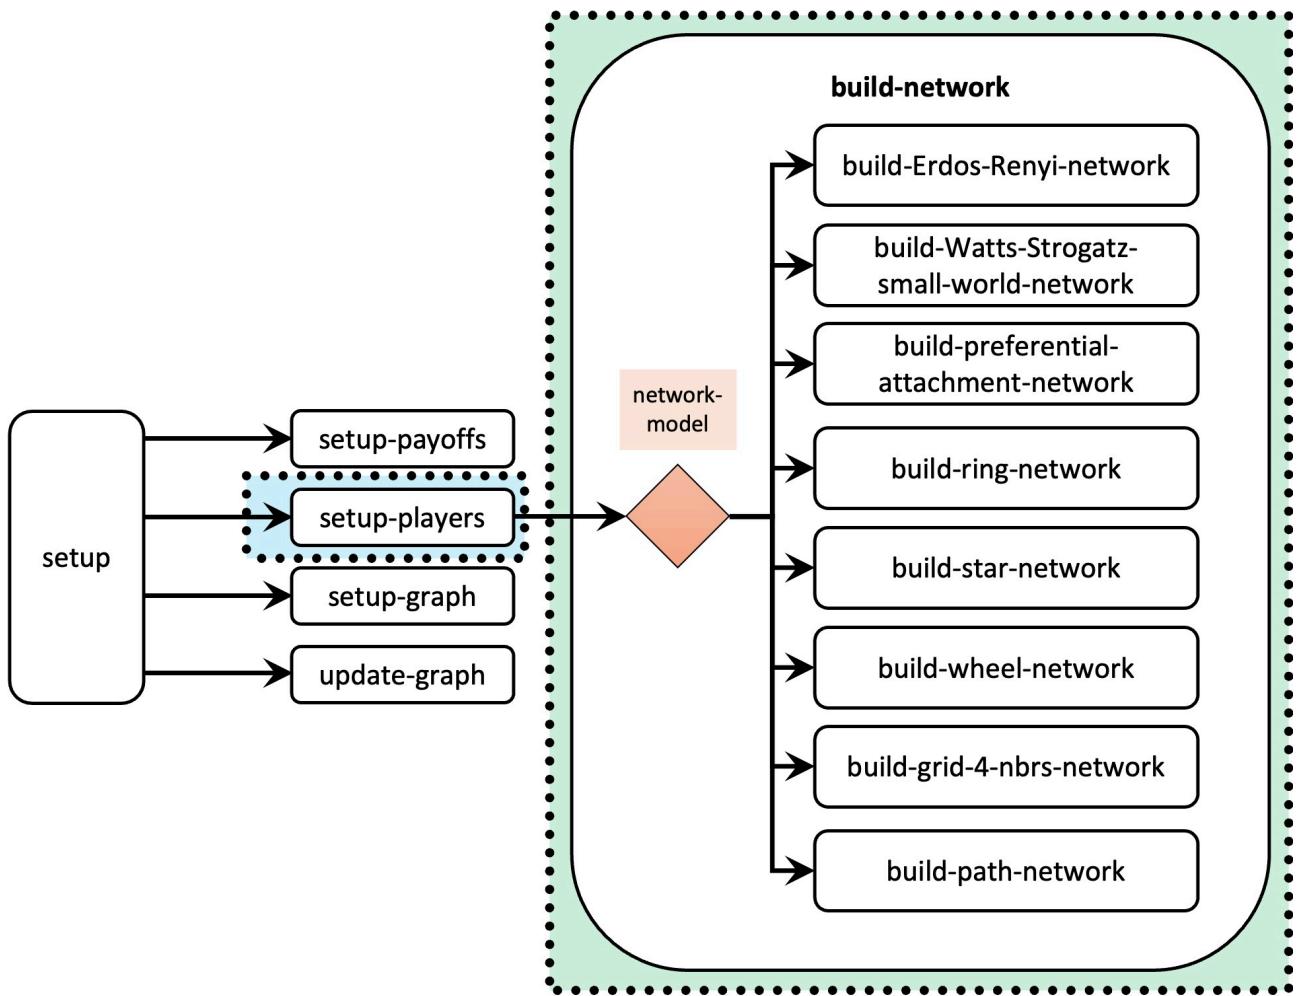 build-network
build-Erdos-Renyi-network
build-Watts-Strogatz-
small-world-network
build-preferential-
attachment-network
network-
model
setup-payoffs
build-ring-network
setup-players
setup
build-star-network
setup-graph
update-graph
build-wheel-network
build-grid-4-nbrs-network
build-path-network